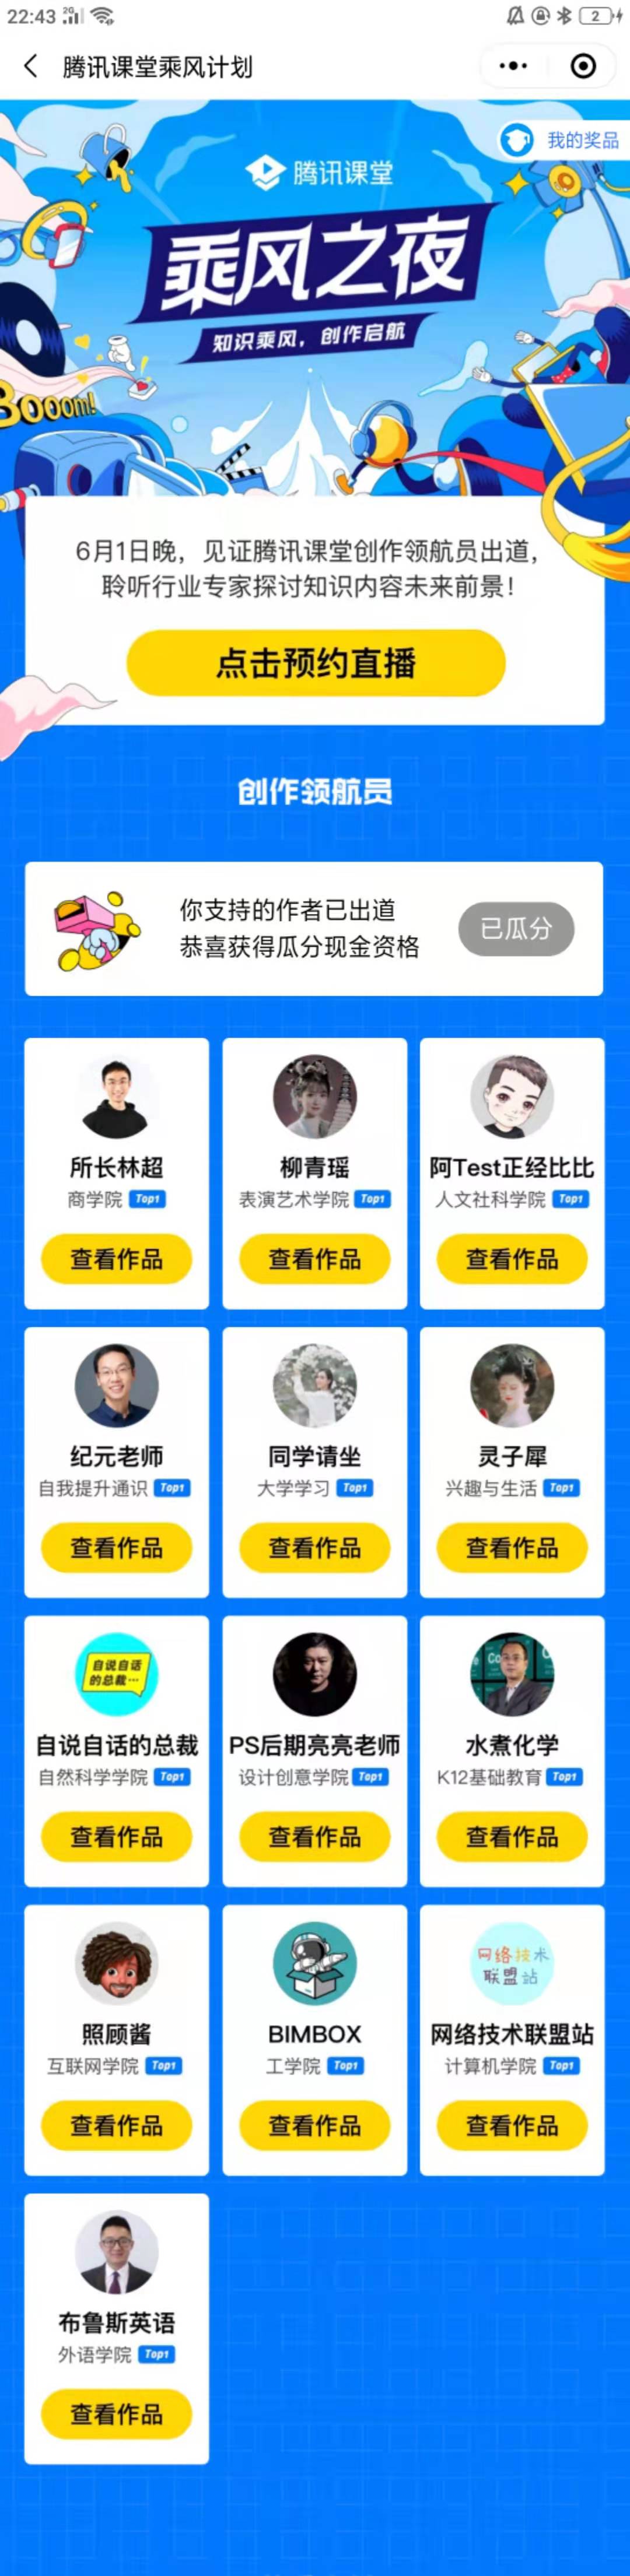 22:43
2G
2
腾讯课堂乘风计划
我的奖品
腾讯课堂
乘风之夜
知识乘风，创作启航
Booom!
6月1日晚，见证腾讯课堂创作领航员出道，
聆听行业专家探讨知识内容未来前景！
点击预约直播
创作领航员
你支持的作者已出道
恭喜获得瓜分现金资格
已瓜分
所长林超
商学院 Top1
查看作品
柳青瑶
表演艺术学院 Top1
查看作品
阿Test正经比比
人文社科学院 Top1
查看作品
纪元老师
自我提升通识 Top1
查看作品
同学请坐
大学学习 Top1
查看作品
灵子犀
兴趣与生活 Top1
查看作品
自说自话
的总裁…
自说自话的总裁
自然科学学院 Top1
查看作品
PS后期亮亮老师
设计创意学院 Top1
查看作品
水煮化学
K12基础教育 Top1
查看作品
照顾酱
互联网学院 Top1
查看作品
BIMBOX
工学院 Top1
查看作品
网络技术
联盟站
网络技术联盟站
计算机学院 Top1
查看作品
布鲁斯英语
外语学院 Top1
查看作品